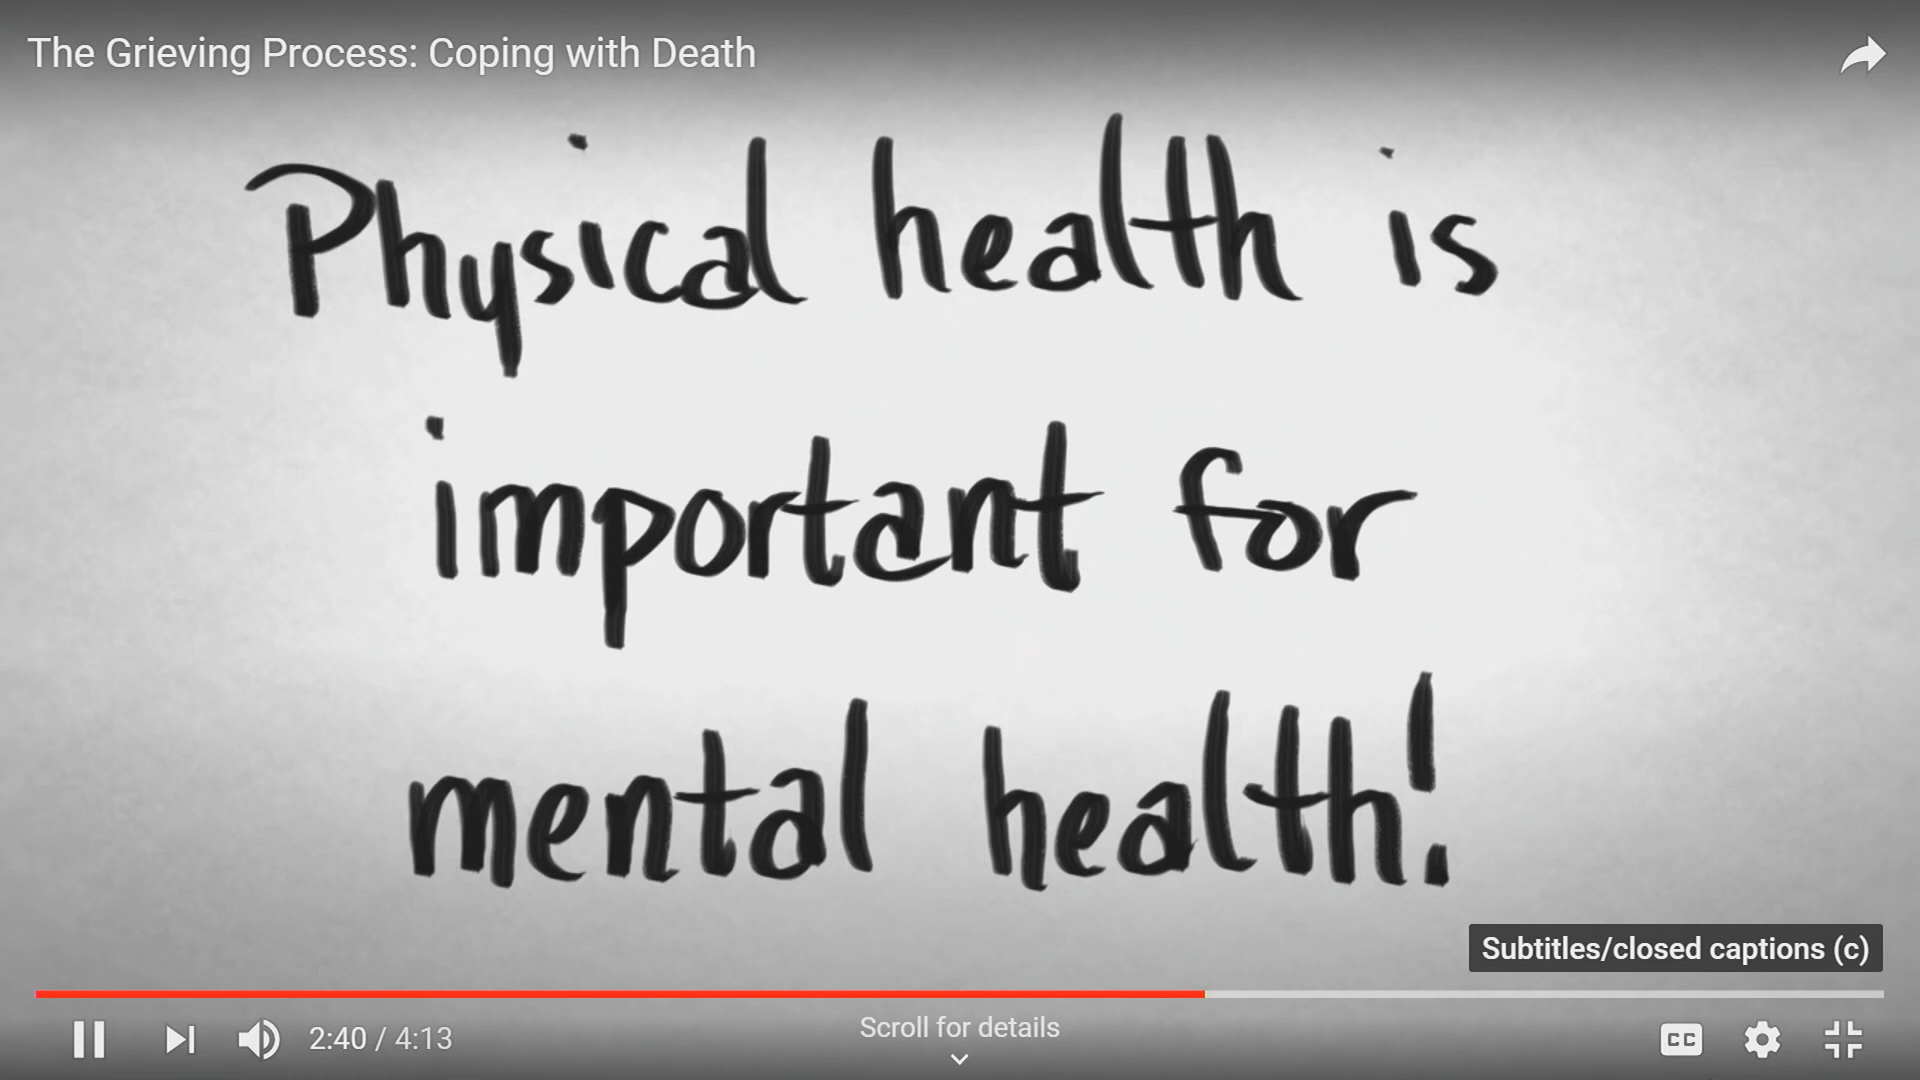 The Grieving Process: Coping with Death
Physical health is
important for
mental health!
Subtitles/closed captions (c)
2:40 / 4:13
Scroll for details
CC